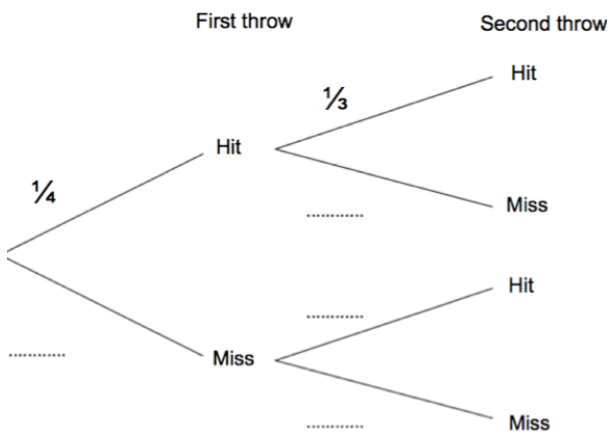 First throw
Second throw
Hit
⅓
Hit
¼
Miss
............
Hit
............
............
Miss
............
Miss